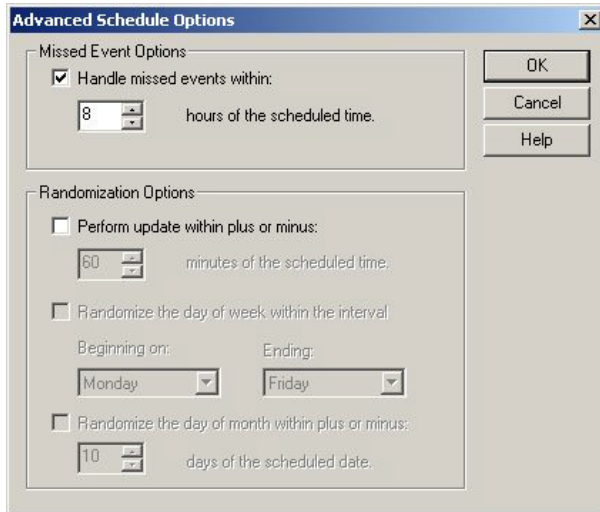 Advanced Schedule Options
Missed Event Options
Handle missed events within:
8 hours of the scheduled time.
OK
Cancel
Help
Randomization Options
Perform update within plus or minus:
60 minutes of the scheduled time.
Randomize the day of week within the interval
Beginning on: Ending:
Monday Friday
Randomize the day of month within plus or minus:
10 days of the scheduled date.